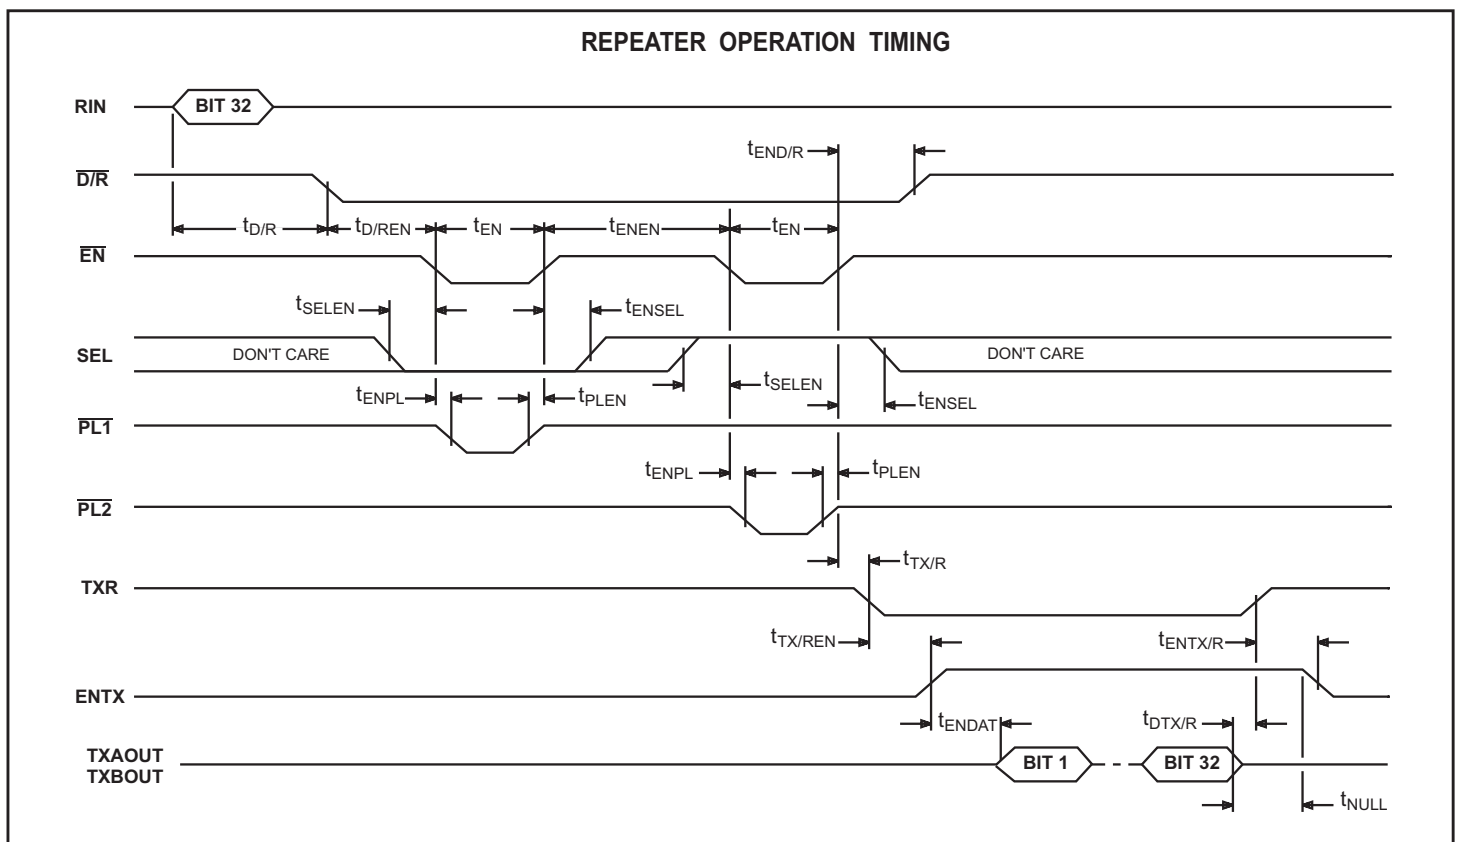 REPEATER OPERATION TIMING
RIN
BIT 32
tEND/R
D/R
tD/R
tD/REN
tEN
tENEN
tEN
EN
tSELEN
tENSEL
SEL
DON'T CARE
DON'T CARE
tSELEN
tENSEL
tENPL
tPLEN
PL1
tENPL
tPLEN
PL2
tTX/R
TXR
tTX/REN
tENTX/R
ENTX
tENDAT
tDTX/R
TXAOUT
TXBOUT
BIT 1
BIT 32
tNULL